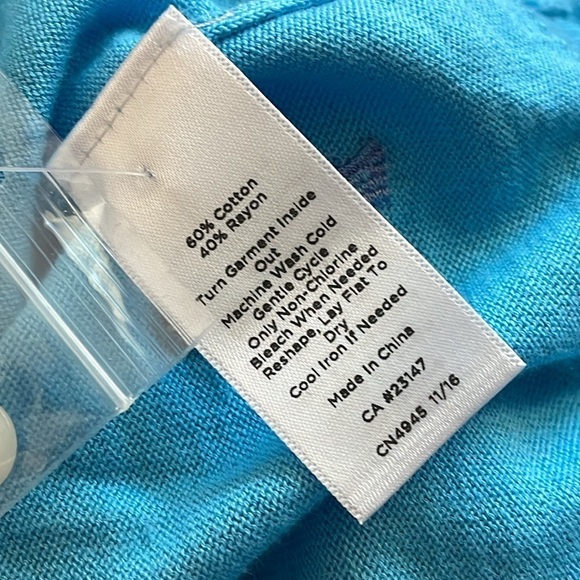 60% Cotton
40% Rayon
Turn Garment Inside
Out
Machine Wash Cold
Gentle Cycle
Only Non-Chlorine
Bleach When Needed
Reshape, Lay Flat To
Dry
Cool Iron If Needed
Made In China
CA #23147
CN4945 11/16